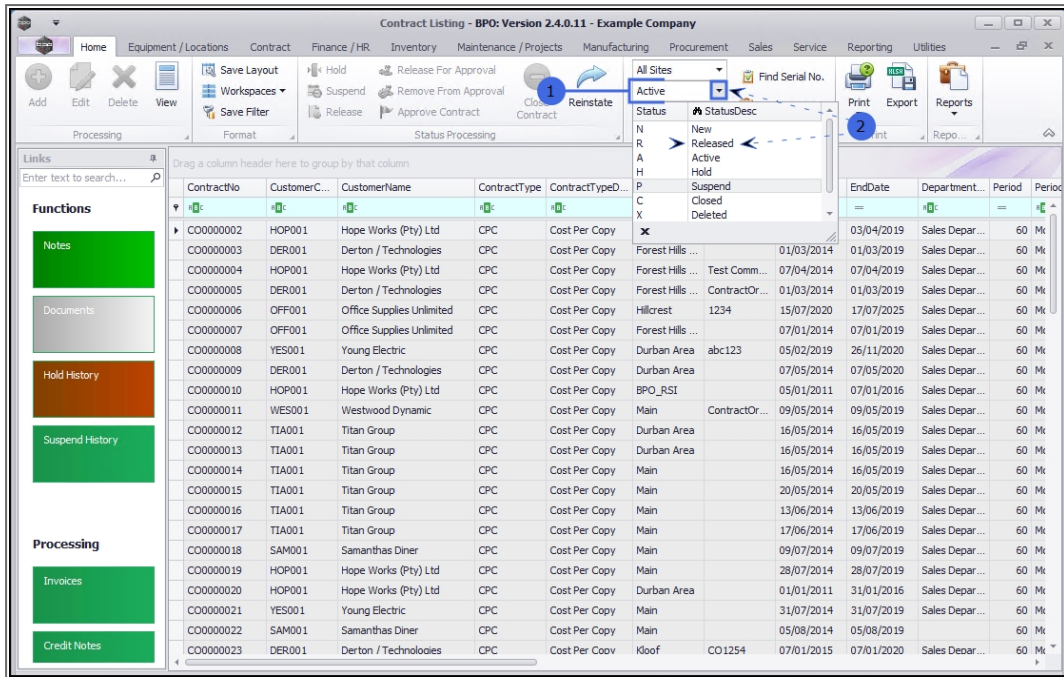 Contract Listing - BPO: Version 2.4.0.11 - Example Company
Home Equipment / Locations Contract Finance / HR Inventory Maintenance / Projects Manufacturing Procurement Sales Service Reporting Utilities
Add Edit Delete View
Save Layout
Workspaces
Save Filter
Hold Release For Approval
Suspend Remove From Approval
Release Approve Contract
Contract
Reinstate
All Sites
Active
Find Serial No.
Print Export Reports
Processing Format Status Processing Repo...
1
2
Status StatusDesc
N New
R Released
A Active
H Hold
P Suspend
C Closed
X Deleted
Links
Enter text to search...
Functions
Notes
Documents
Hold History
Suspend History
Processing
Invoices
Credit Notes
Drag a column header here to group by that column
ContractNo CustomerC... CustomerName ContractType ContractTypeD... EndDate Department... Period
CO0000002 HOP001 Hope Works (Pty) Ltd CPC Cost Per Copy 03/04/2019 Sales Depar... 60
CO0000003 DER001 Derton / Technologies CPC Cost Per Copy Forest Hills ... 01/03/2014 01/03/2019 Sales Depar... 60
CO0000004 HOP001 Hope Works (Pty) Ltd CPC Cost Per Copy Forest Hills ... Test Comm... 07/04/2014 07/04/2019 Sales Depar... 60
CO0000005 DER001 Derton / Technologies CPC Cost Per Copy Forest Hills ... ContractOr... 01/03/2014 01/03/2019 Sales Depar... 60
CO0000006 OFF001 Office Supplies Unlimited CPC Cost Per Copy Hillcrest 1234 15/07/2020 17/07/2025 Sales Depar... 60
CO0000007 OFF001 Office Supplies Unlimited CPC Cost Per Copy Forest Hills ... 07/01/2014 07/01/2019 Sales Depar... 60
CO0000008 YES001 Young Electric CPC Cost Per Copy Durban Area abc123 05/02/2019 26/11/2020 Sales Depar... 60
CO0000009 DER001 Derton / Technologies CPC Cost Per Copy Durban Area 07/05/2014 07/05/2020 Sales Depar... 60
CO0000010 HOP001 Hope Works (Pty) Ltd CPC Cost Per Copy BPO_RSI 05/01/2011 07/01/2016 Sales Depar... 60
CO0000011 WES001 Westwood Dynamic CPC Cost Per Copy Main ContractOr... 09/05/2014 09/05/2019 Sales Depar... 60
CO0000012 TIA001 Titan Group CPC Cost Per Copy Durban Area 16/05/2014 16/05/2019 Sales Depar... 60
CO0000013 TIA001 Titan Group CPC Cost Per Copy Durban Area 16/05/2014 16/05/2019 Sales Depar... 60
CO0000014 TIA001 Titan Group CPC Cost Per Copy Main 16/05/2014 16/05/2019 Sales Depar... 60
CO0000015 TIA001 Titan Group CPC Cost Per Copy Main 20/05/2014 20/05/2019 Sales Depar... 60
CO0000016 TIA001 Titan Group CPC Cost Per Copy Main 13/06/2014 13/06/2019 Sales Depar... 60
CO0000017 TIA001 Titan Group CPC Cost Per Copy Main 17/06/2014 17/06/2019 Sales Depar... 60
CO0000018 SAM001 Samanthas Diner CPC Cost Per Copy Main 09/07/2014 09/07/2019 Sales Depar... 60
CO0000019 HOP001 Hope Works (Pty) Ltd CPC Cost Per Copy Main 28/07/2014 28/07/2019 Sales Depar... 60
CO0000020 HOP001 Hope Works (Pty) Ltd CPC Cost Per Copy Durban Area 01/01/2011 31/01/2016 Sales Depar... 60
CO0000021 YES001 Young Electric CPC Cost Per Copy Main 31/07/2014 31/07/2019 Sales Depar... 60
CO0000022 SAM001 Samanthas Diner CPC Cost Per Copy Main 05/08/2014 05/08/2019 60
CO0000023 DER001 Derton / Technologies CPC Cost Per Copy Kloof CO1254 07/01/2015 07/01/2020 Sales Depar... 60